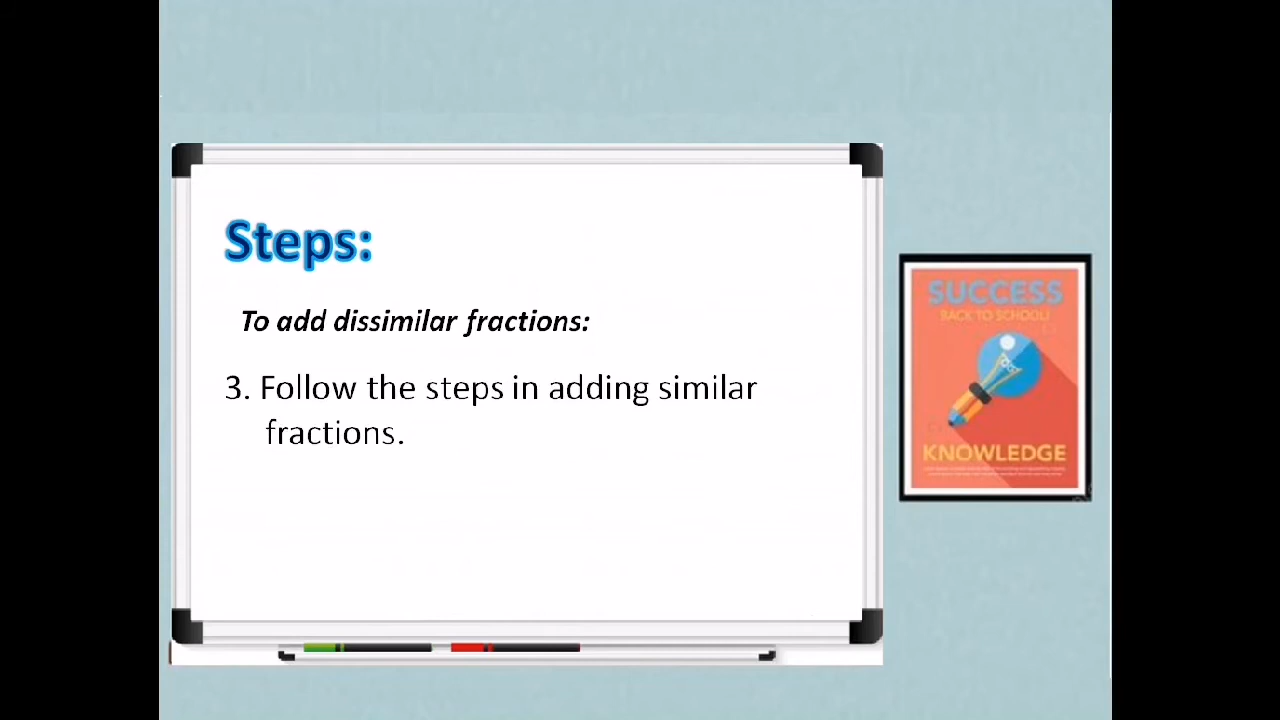 Steps:
To add dissimilar fractions:
3. Follow the steps in adding similar
fractions.
SUCCESS
BACK TO SCHOOL!
KNOWLEDGE